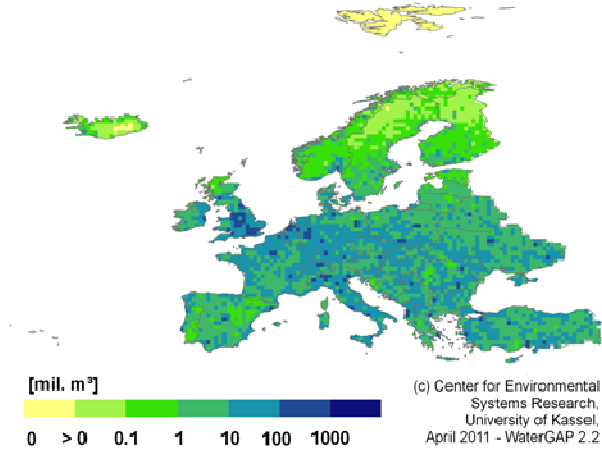 [mil. m³]
0 > 0 0.1 1 10 100 1000
(c) Center for Environmental
Systems Research,
University of Kassel,
April 2011 - WaterGAP 2.2